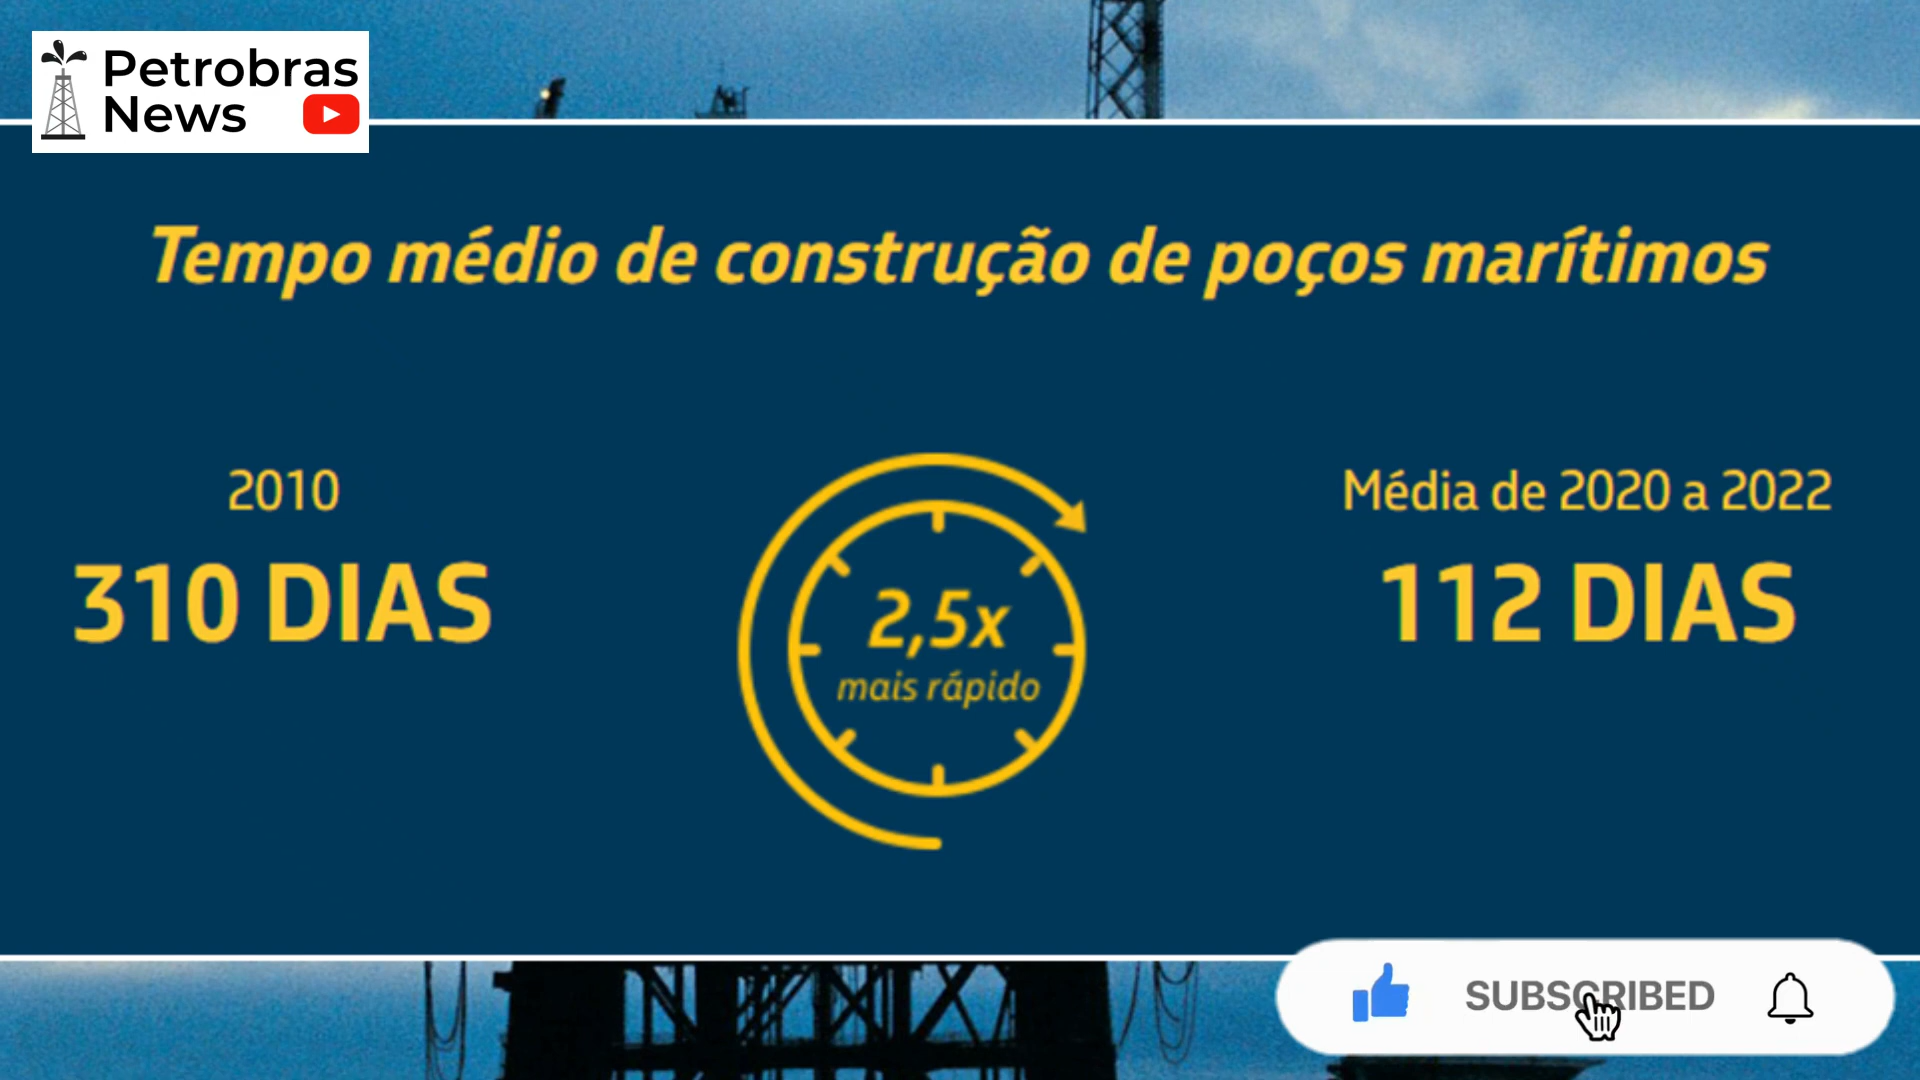 Petrobras
News
Tempo médio de construção de poços marítimos
2010
310 DIAS
2,5x
mais rápido
Média de 2020 a 2022
112 DIAS
SUBSCRIBED